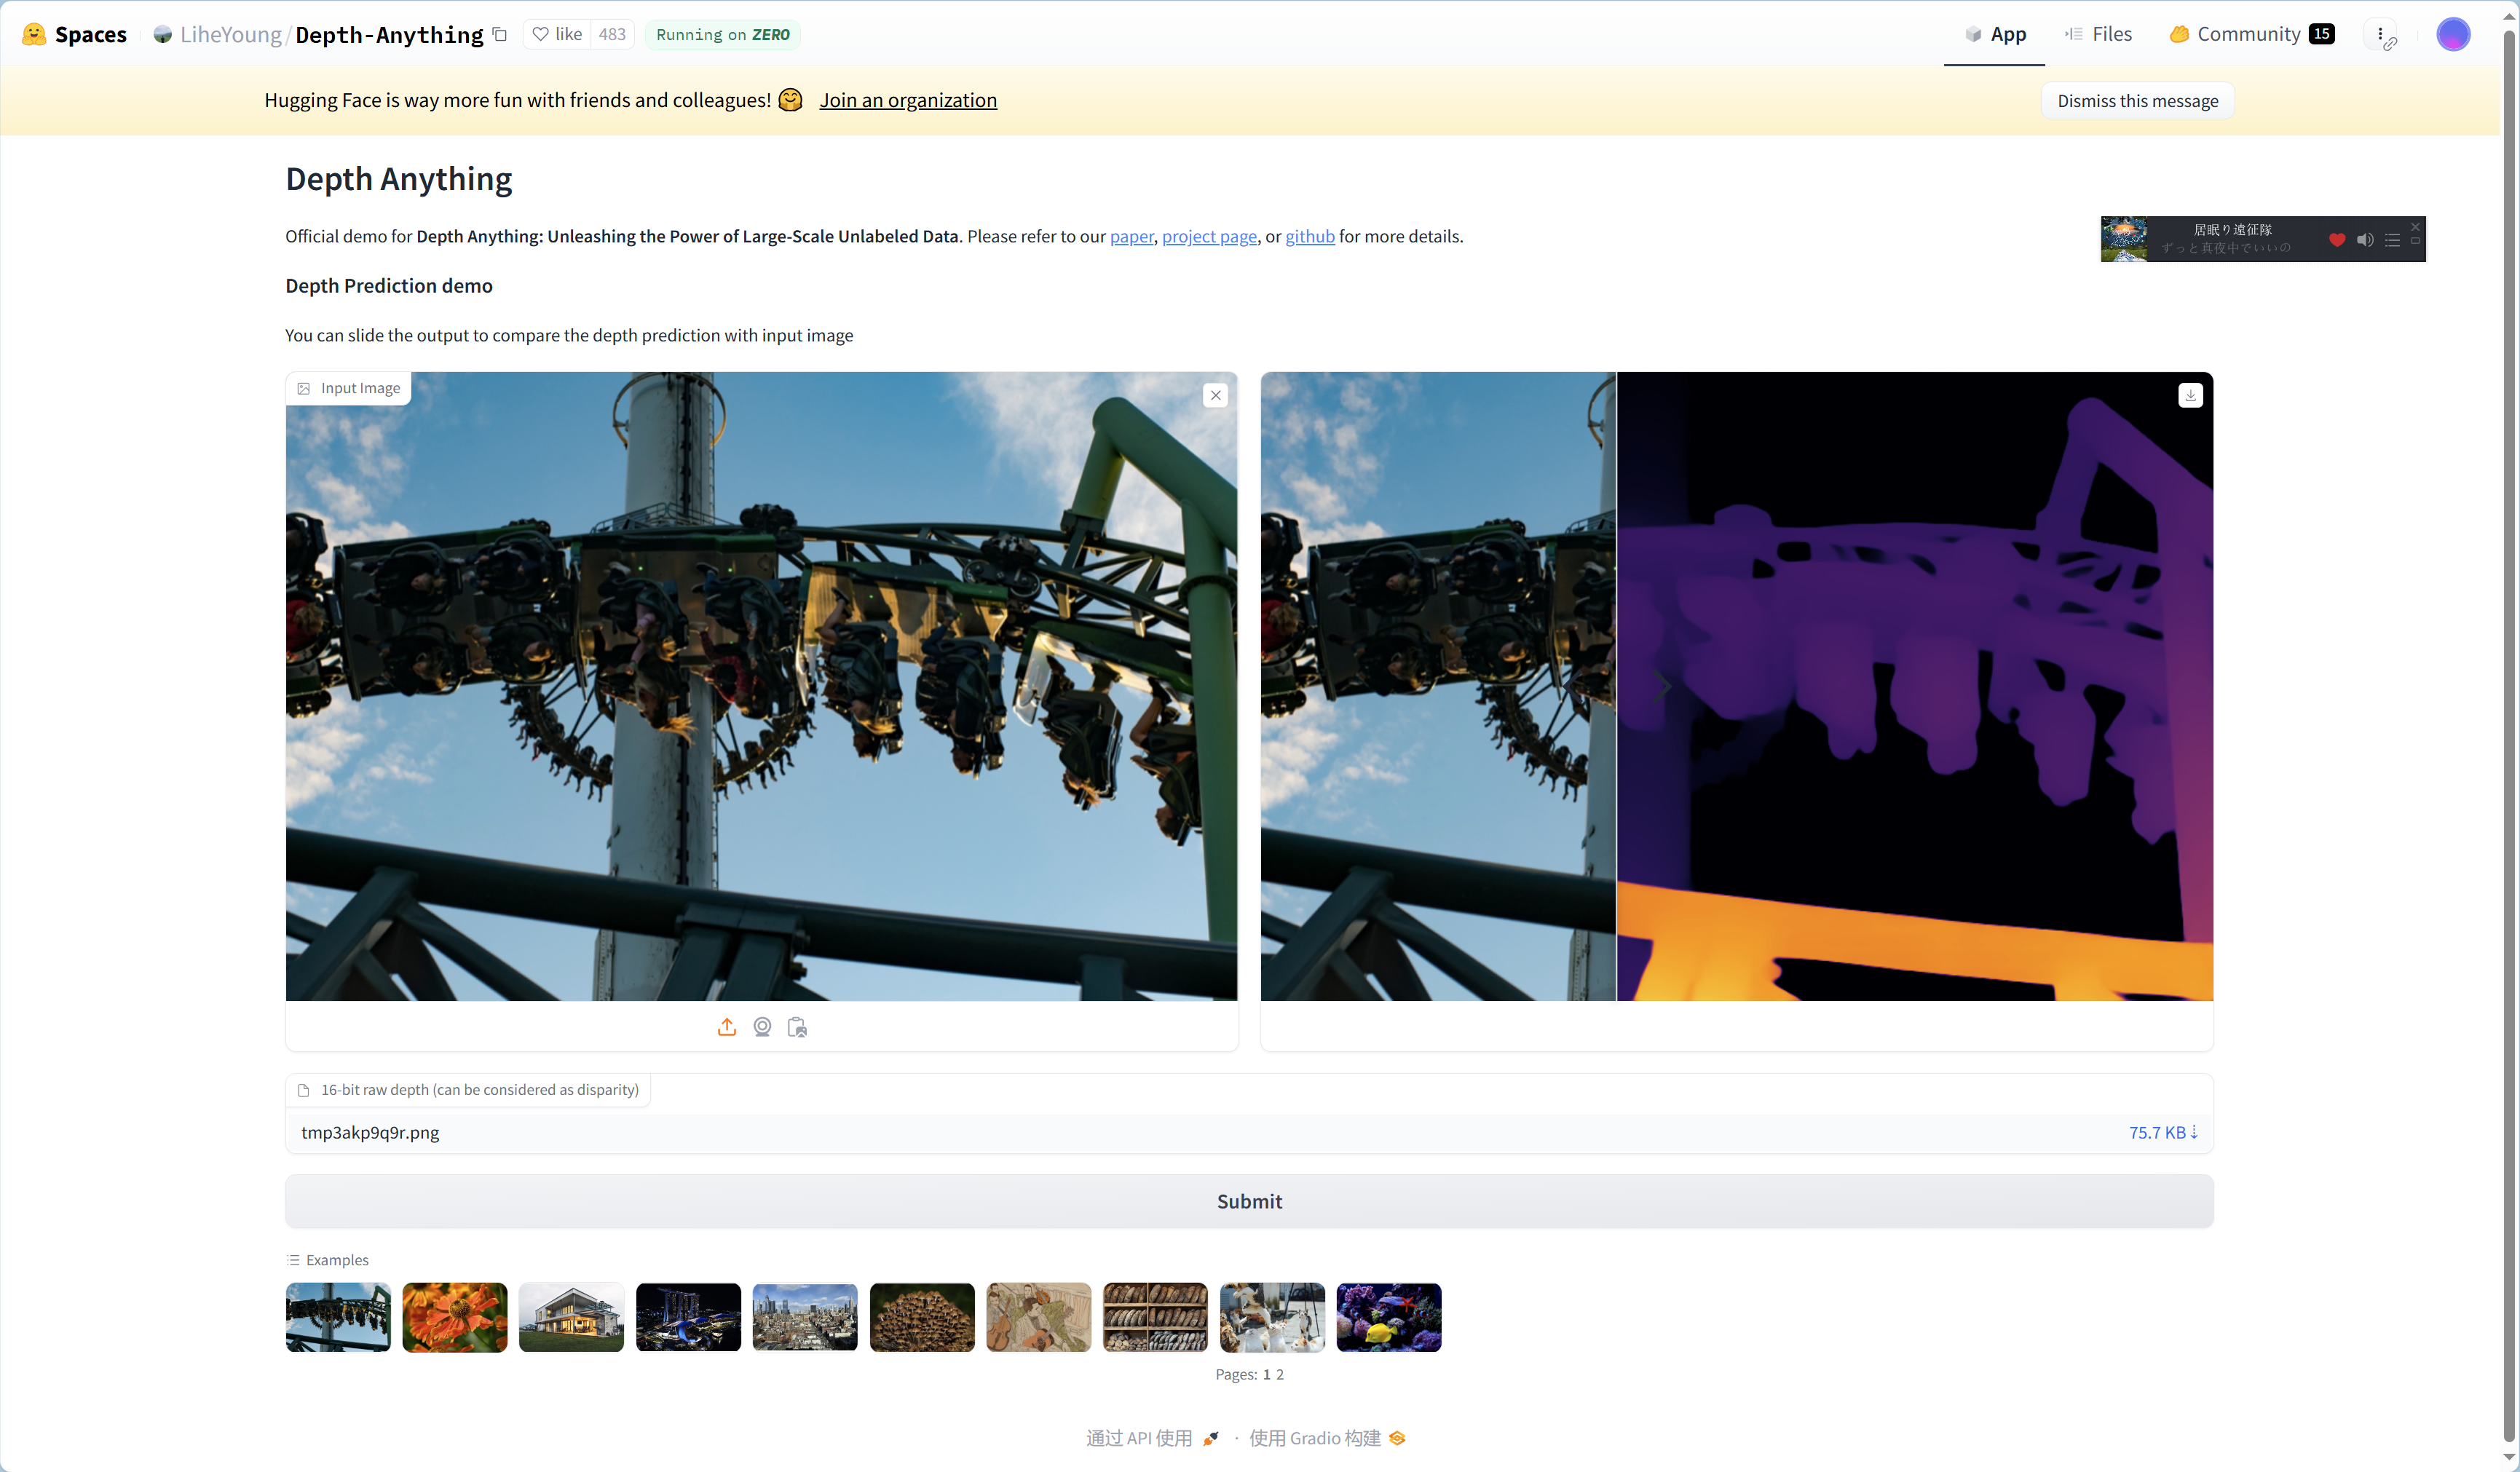 Spaces LiheYoung/Depth-Anything like 483 Running on ZERO App Files Community 15
Hugging Face is way more fun with friends and colleagues! Join an organization Dismiss this message
Depth Anything
Official demo for Depth Anything: Unleashing the Power of Large-Scale Unlabeled Data. Please refer to our paper, project page, or github for more details.
居眠り遠征隊
ずっと真夜中でいいの
Depth Prediction demo
You can slide the output to compare the depth prediction with input image
Input Image
16-bit raw depth (can be considered as disparity)
tmp3akp9q9r.png 75.7 KB ⇣
Submit
Examples
Pages: 1 2
通过 API 使用 · 使用 Gradio 构建